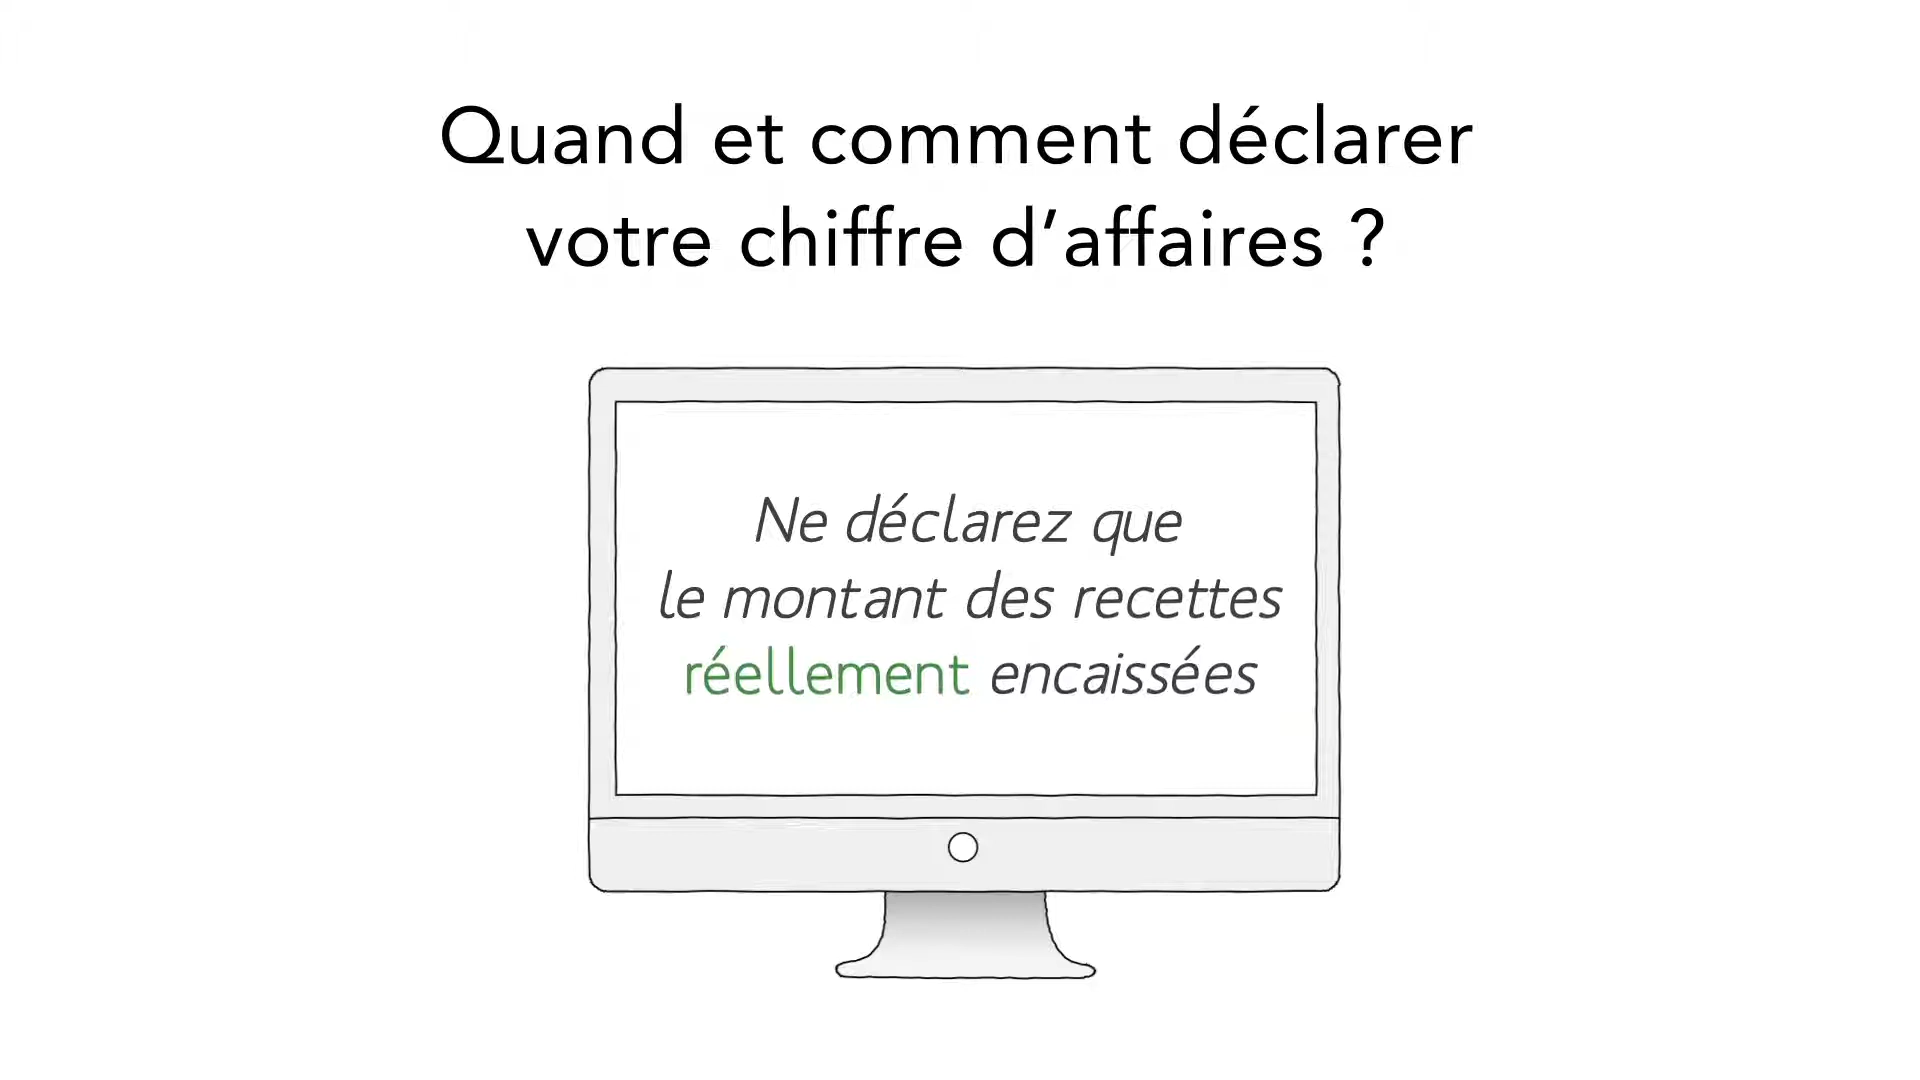 Quand et comment déclarer
votre chiffre d’affaires ?
Ne déclarez que
le montant des recettes
réellement encaissées